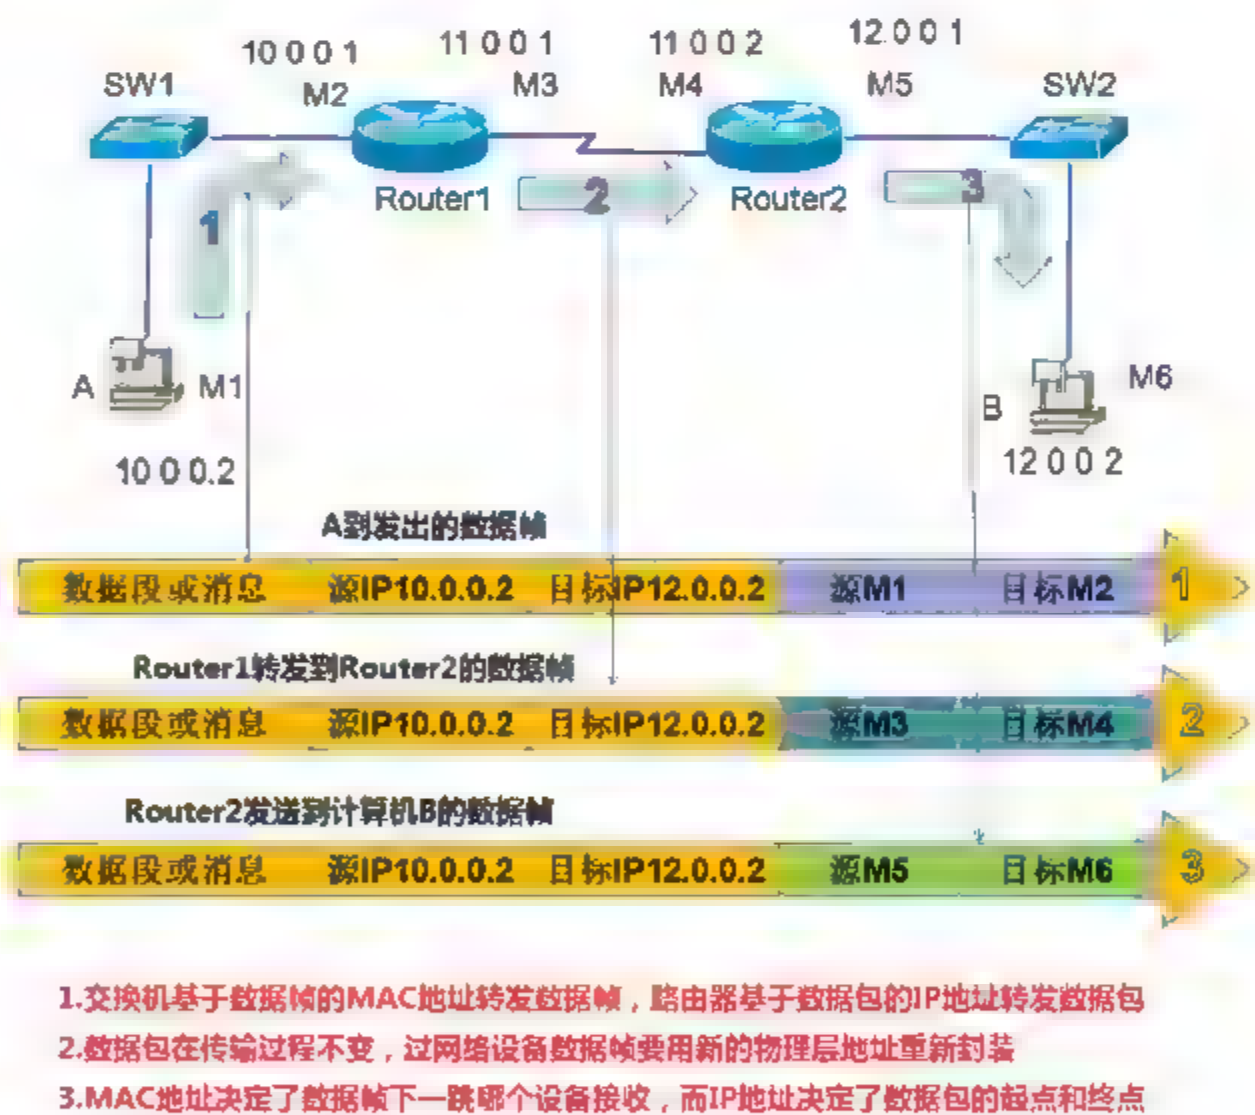 10 0 0 1
11 0 0 1
11 0 0 2
12.0 0 1
SW1
M2
M3
M4
M5
SW2
Router1
2
Router2
3
1
A
M1
M6
B
10 0 0.2
12 0 0 2
A到发出的数据帧
数据段或消息 源IP10.0.0.2 目标IP12.0.0.2 源M1 目标M2 1
Router1转发到Router2的数据帧
数据段或消息 源IP10.0.0.2 目标IP12.0.0.2 源M3 目标M4 2
Router2发送到计算机B的数据帧
数据段或消息 源IP10.0.0.2 目标IP12.0.0.2 源M5 目标M6 3
1.交换机基于数据帧的MAC地址转发数据帧，路由器基于数据包的IP地址转发数据包
2.数据包在传输过程不变，过网络设备数据帧要用新的物理层地址重新封装
3.MAC地址决定了数据帧下一跳哪个设备接收，而IP地址决定了数据包的起点和终点